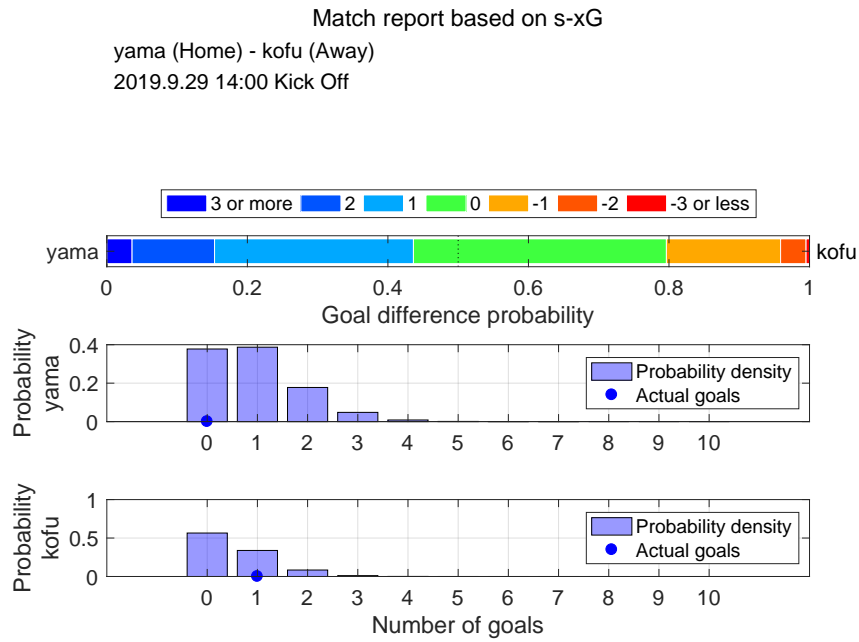 Match report based on s-xG
yama (Home) - kofu (Away)
2019.9.29 14:00 Kick Off
3 or more 2 1 0 -1 -2 -3 or less
yama kofu
0 0.2 0.4 0.6 0.8 1
Goal difference probability
Probability
yama
0.4
0.2
0
Probability density
Actual goals
0 1 2 3 4 5 6 7 8 9 10
Probability
kofu
1
0.5
0
Probability density
Actual goals
0 1 2 3 4 5 6 7 8 9 10
Number of goals